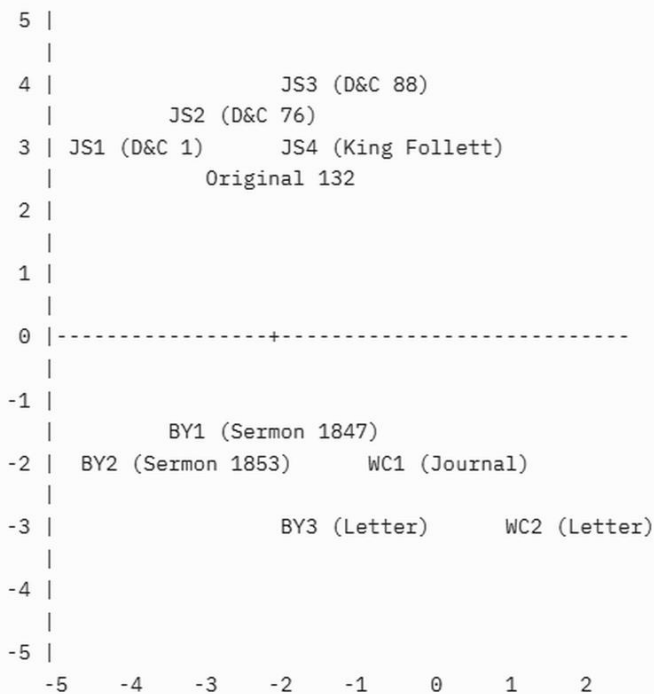 5 |
|
4 | JS3 (D&C 88)
| JS2 (D&C 76)
3 | JS1 (D&C 1) JS4 (King Follett)
| Original 132
2 |
|
1 |
|
0 |-----------------+----------------------------
|
-1 |
| BY1 (Sermon 1847)
-2 | BY2 (Sermon 1853) WC1 (Journal)
|
-3 | BY3 (Letter) WC2 (Letter)
|
-4 |
|
-5 |
-5 -4 -3 -2 -1 0 1 2